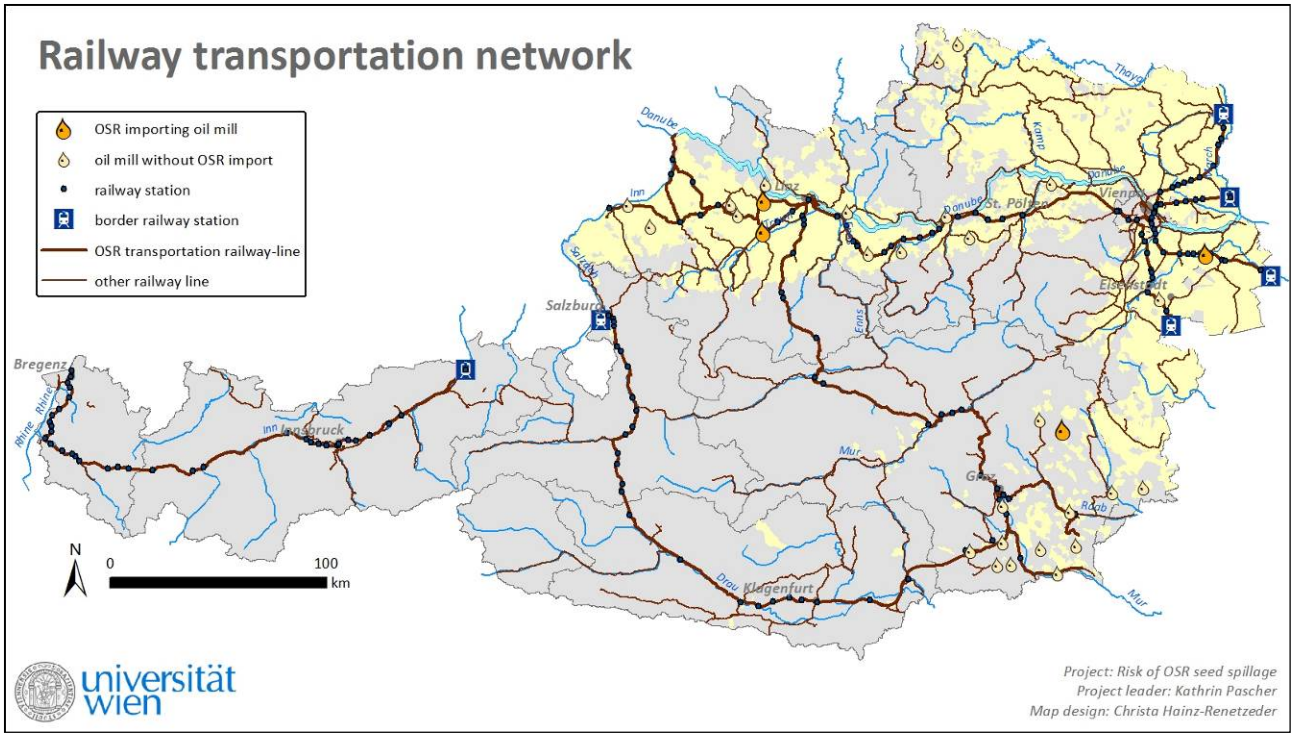 Railway transportation network
OSR importing oil mill
oil mill without OSR import
railway station
border railway station
OSR transportation railway-line
other railway line
Thaya
Danube
Kamp
March
Inn
Linz
Danube
Vienna
Danube
St. Pölten
Salzburg
Enns
Eisenstadt
Bregenz
Rhine
Rhine
Inn
Innsbruck
Mur
Graz
Raab
Drau
Klagenfurt
Mur
N
0
100
km
universität
wien
Project: Risk of OSR seed spillage
Project leader: Kathrin Pascher
Map design: Christa Hainz-Renetzeder